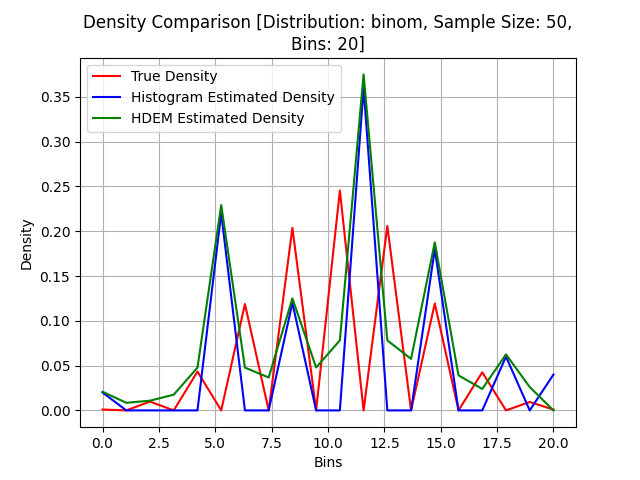 Density Comparison [Distribution: binom, Sample Size: 50,
Bins: 20]
True Density
Histogram Estimated Density
HDEM Estimated Density
Density
0.35
0.30
0.25
0.20
0.15
0.10
0.05
0.00
0.0 2.5 5.0 7.5 10.0 12.5 15.0 17.5 20.0
Bins